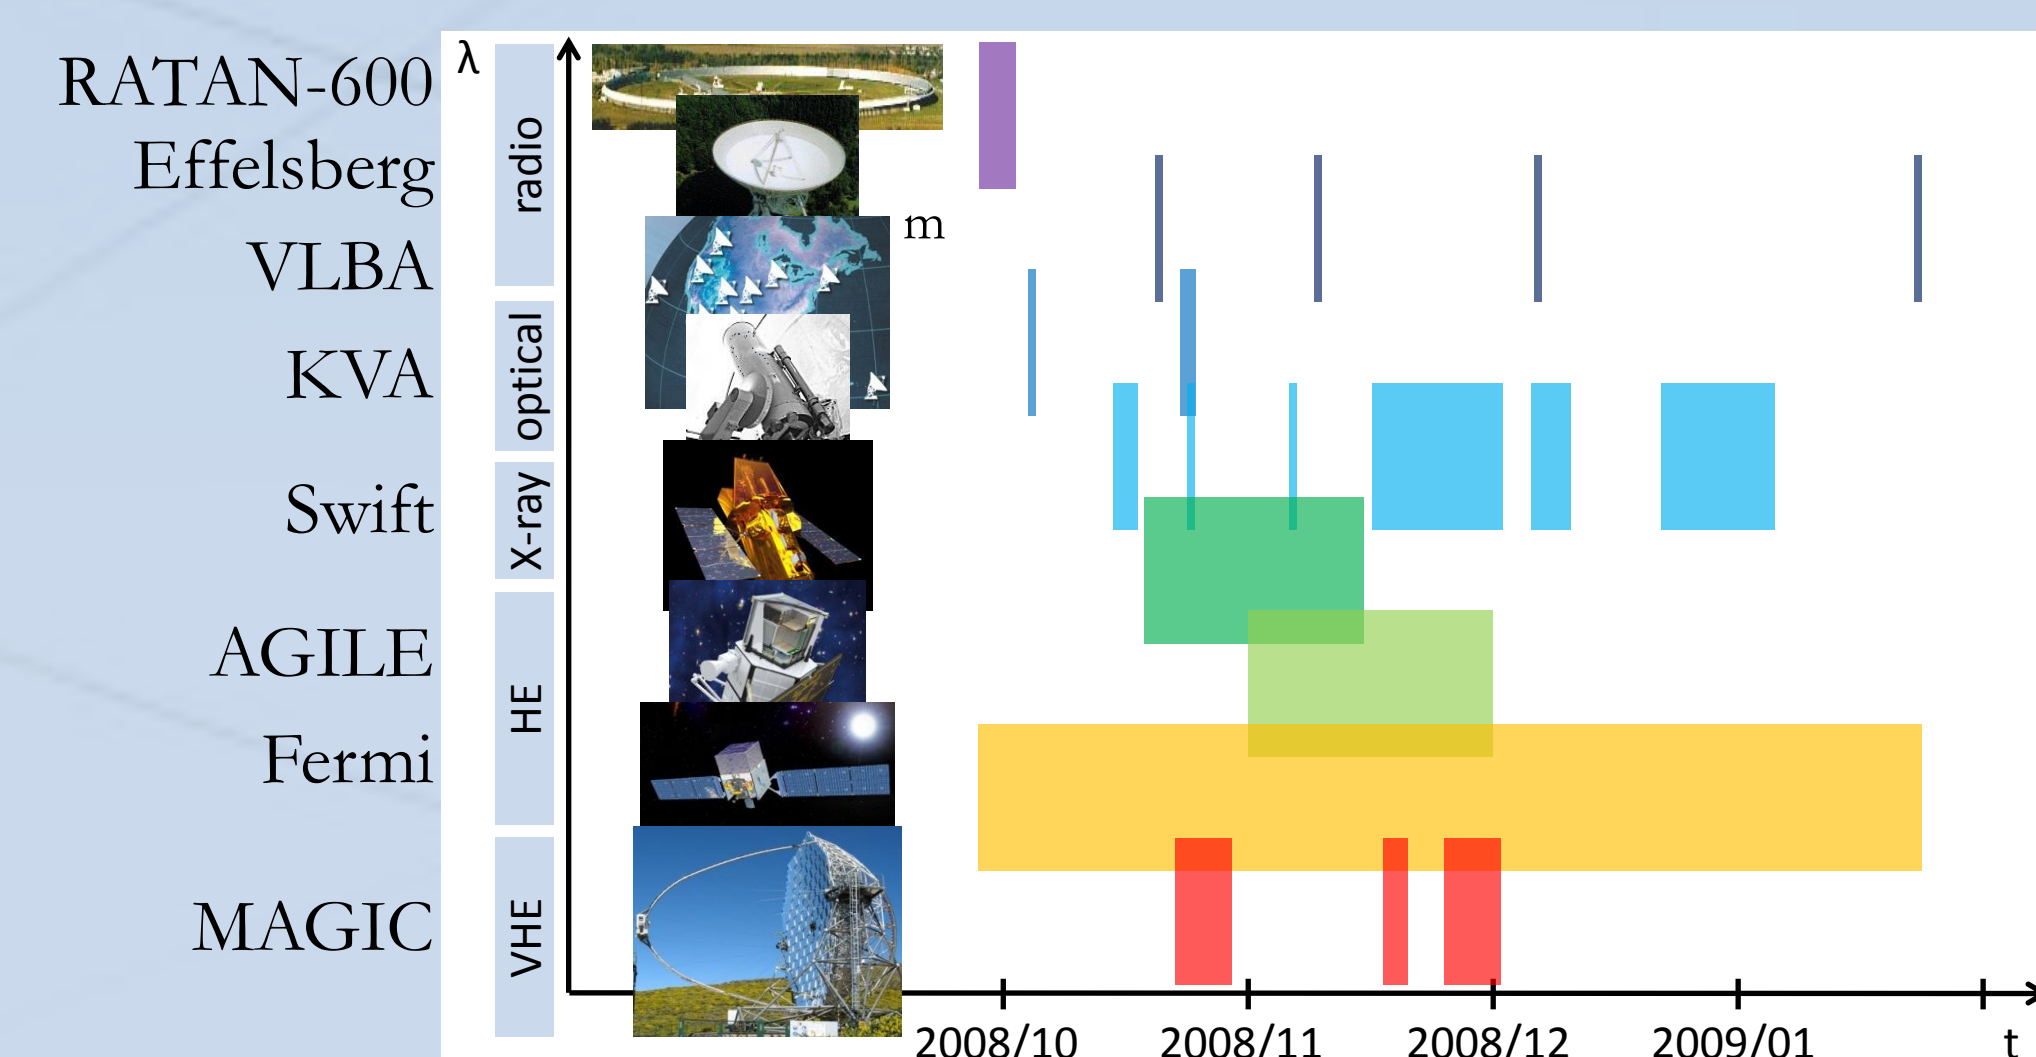 RATAN-600
Effelsberg
VLBA
KVA
Swift
AGILE
Fermi
MAGIC
λ
radio
optical
X-ray
HE
VHE
m
2008/10
2008/11
2008/12
2009/01
t